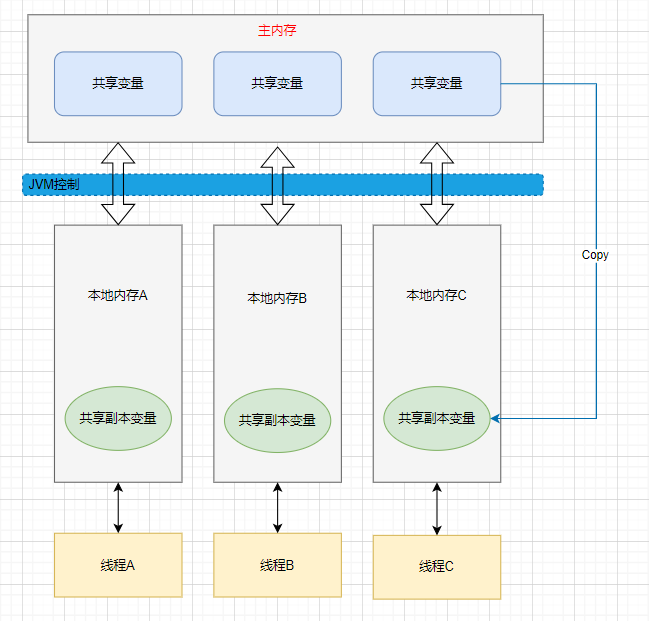 主内存
共享变量
共享变量
共享变量
JVM控制
Copy
本地内存A
本地内存B
本地内存C
共享副本变量
共享副本变量
共享副本变量
线程A
线程B
线程C